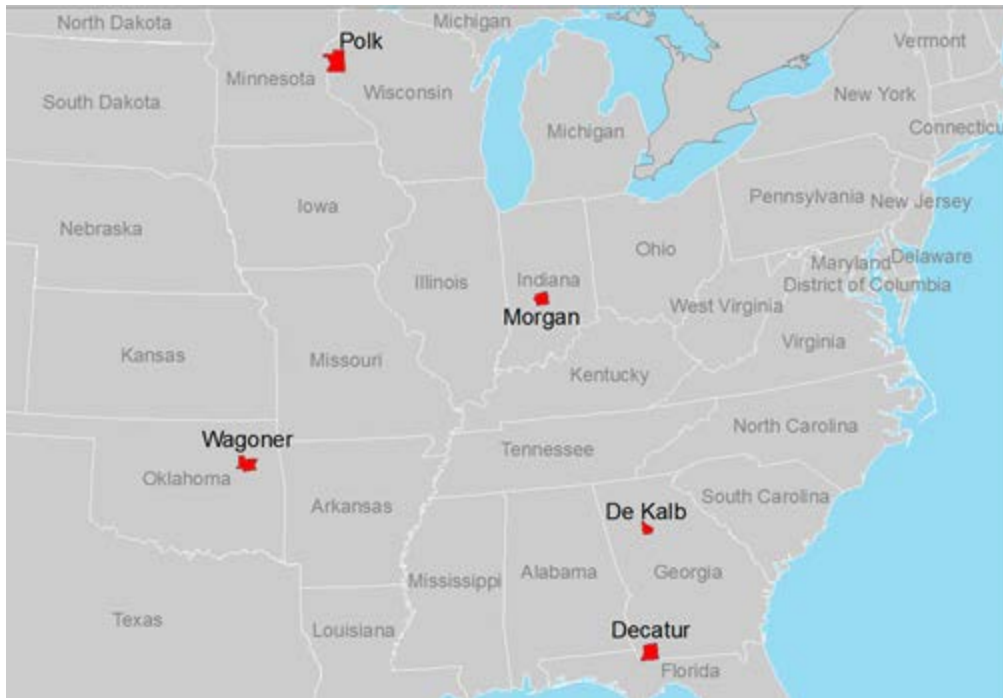 North Dakota
Michigan
Polk
Vermont
Minnesota
Wisconsin
South Dakota
New York
Michigan
Connecticu
Pennsylvania
New Jersey
Iowa
Nebraska
Ohio
Maryland
Delaware
Illinois
Indiana
District of Columbia
West Virginia
Morgan
Virginia
Kansas
Missouri
Kentucky
North Carolina
Wagoner
Tennessee
Oklahoma
South Carolina
Arkansas
De Kalb
Mississippi
Alabama
Georgia
Texas
Louisiana
Decatur
Florida